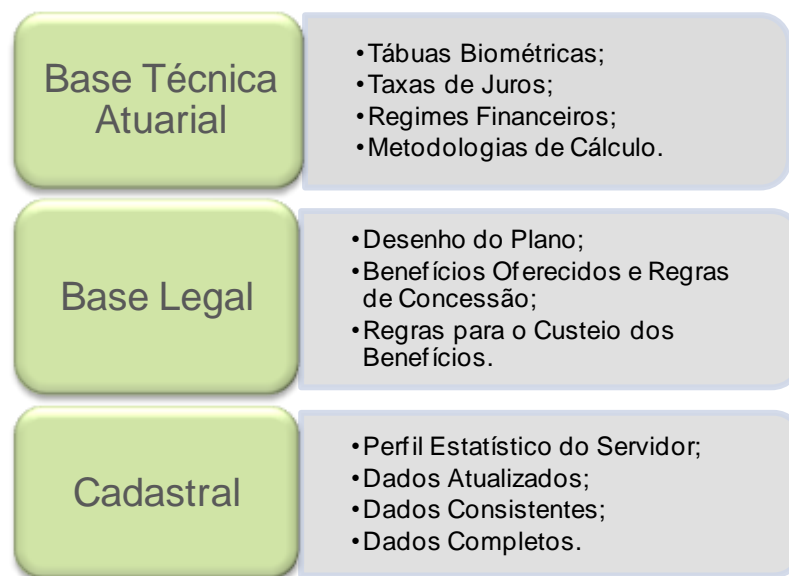 Base Técnica
Atuarial
•Tábuas Biométricas;
•Taxas de Juros;
•Regimes Financeiros;
•Metodologias de Cálculo.
Base Legal
•Desenho do Plano;
•Benefícios Oferecidos e Regras
de Concessão;
•Regras para o Custeio dos
Benefícios.
Cadastral
•Perfil Estatístico do Servidor;
•Dados Atualizados;
•Dados Consistentes;
•Dados Completos.